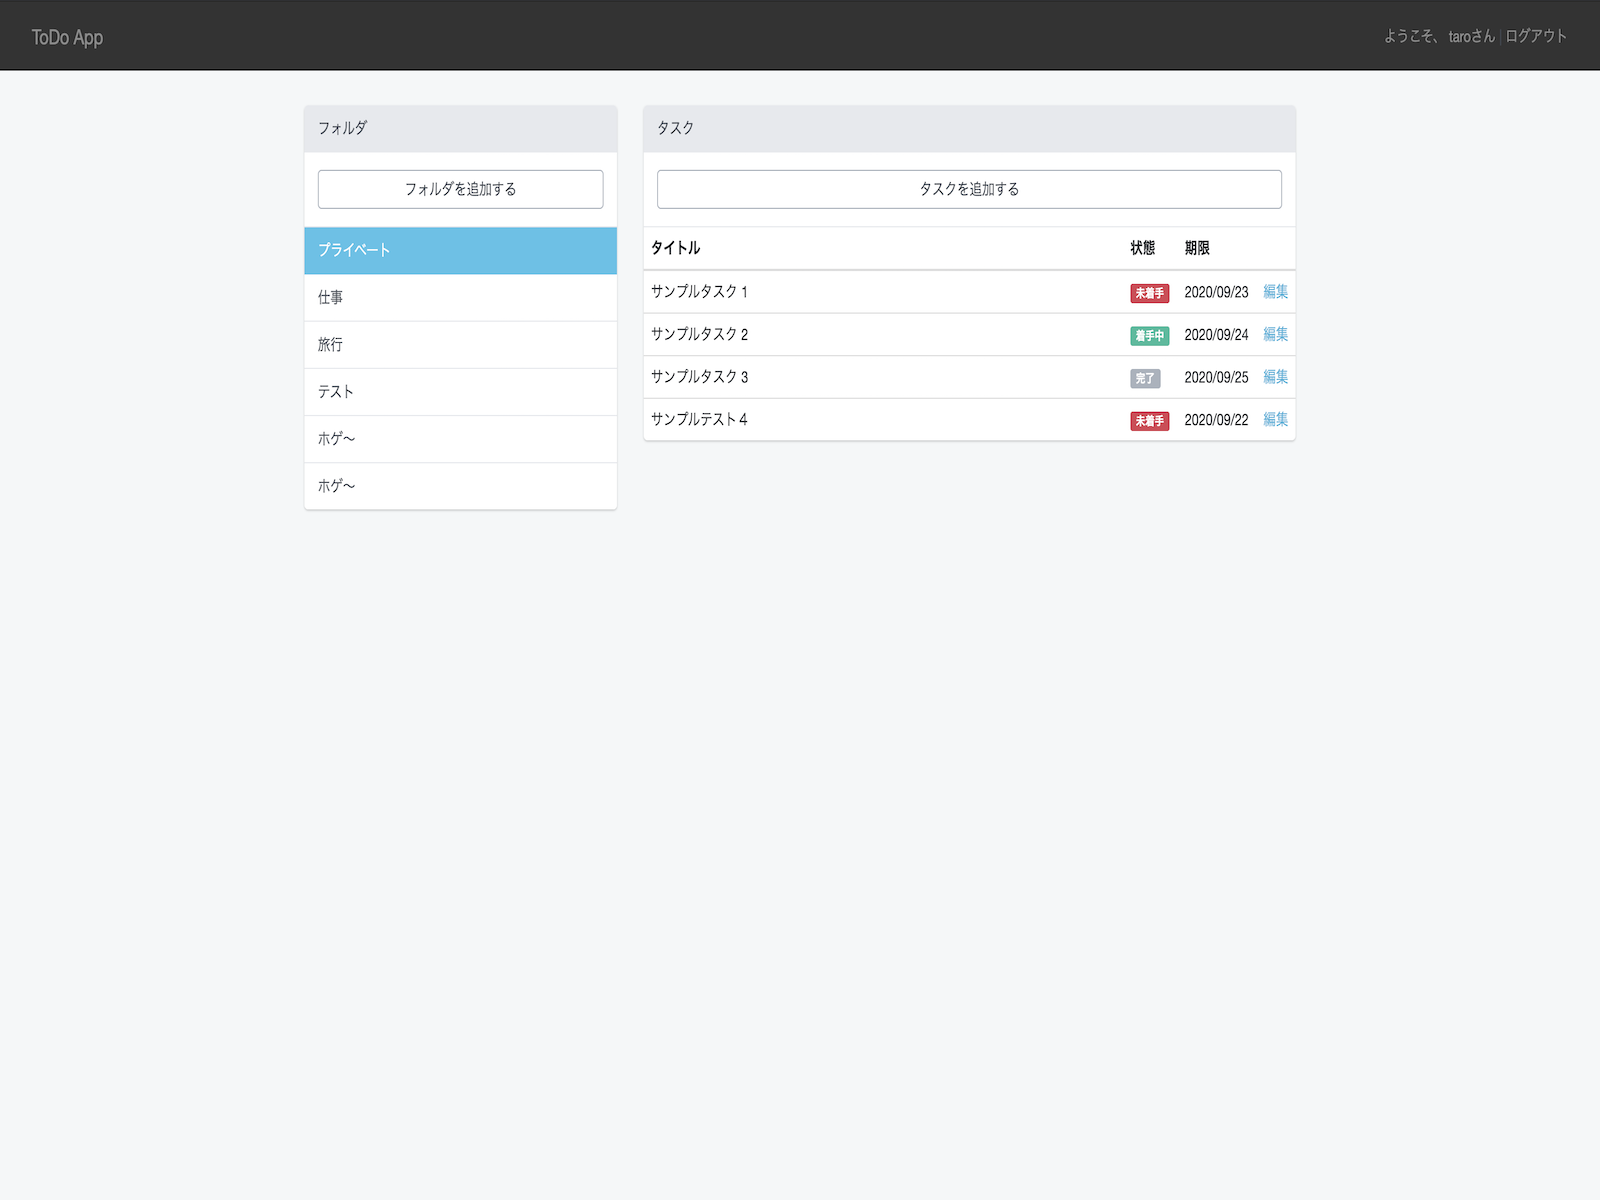 ToDo App
ようこそ、 taroさん | ログアウト
フォルダ
フォルダを追加する
プライベート
仕事
旅行
テスト
ホゲ〜
ホゲ〜
タスク
タスクを追加する
タイトル 状態 期限
サンプルタスク 1 未着手 2020/09/23 編集
サンプルタスク 2 着手中 2020/09/24 編集
サンプルタスク 3 完了 2020/09/25 編集
サンプルテスト 4 未着手 2020/09/22 編集